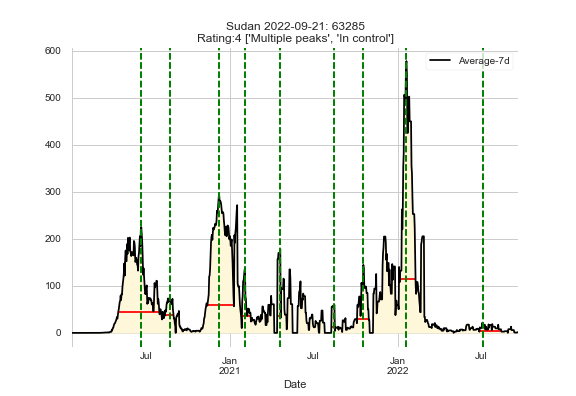 Sudan 2022-09-21: 63285
Rating:4 ['Multiple peaks', 'In control']
600
Average-7d
500
400
300
200
100
0
Jul
Jan
2021
Jul
Jan
2022
Jul
Date